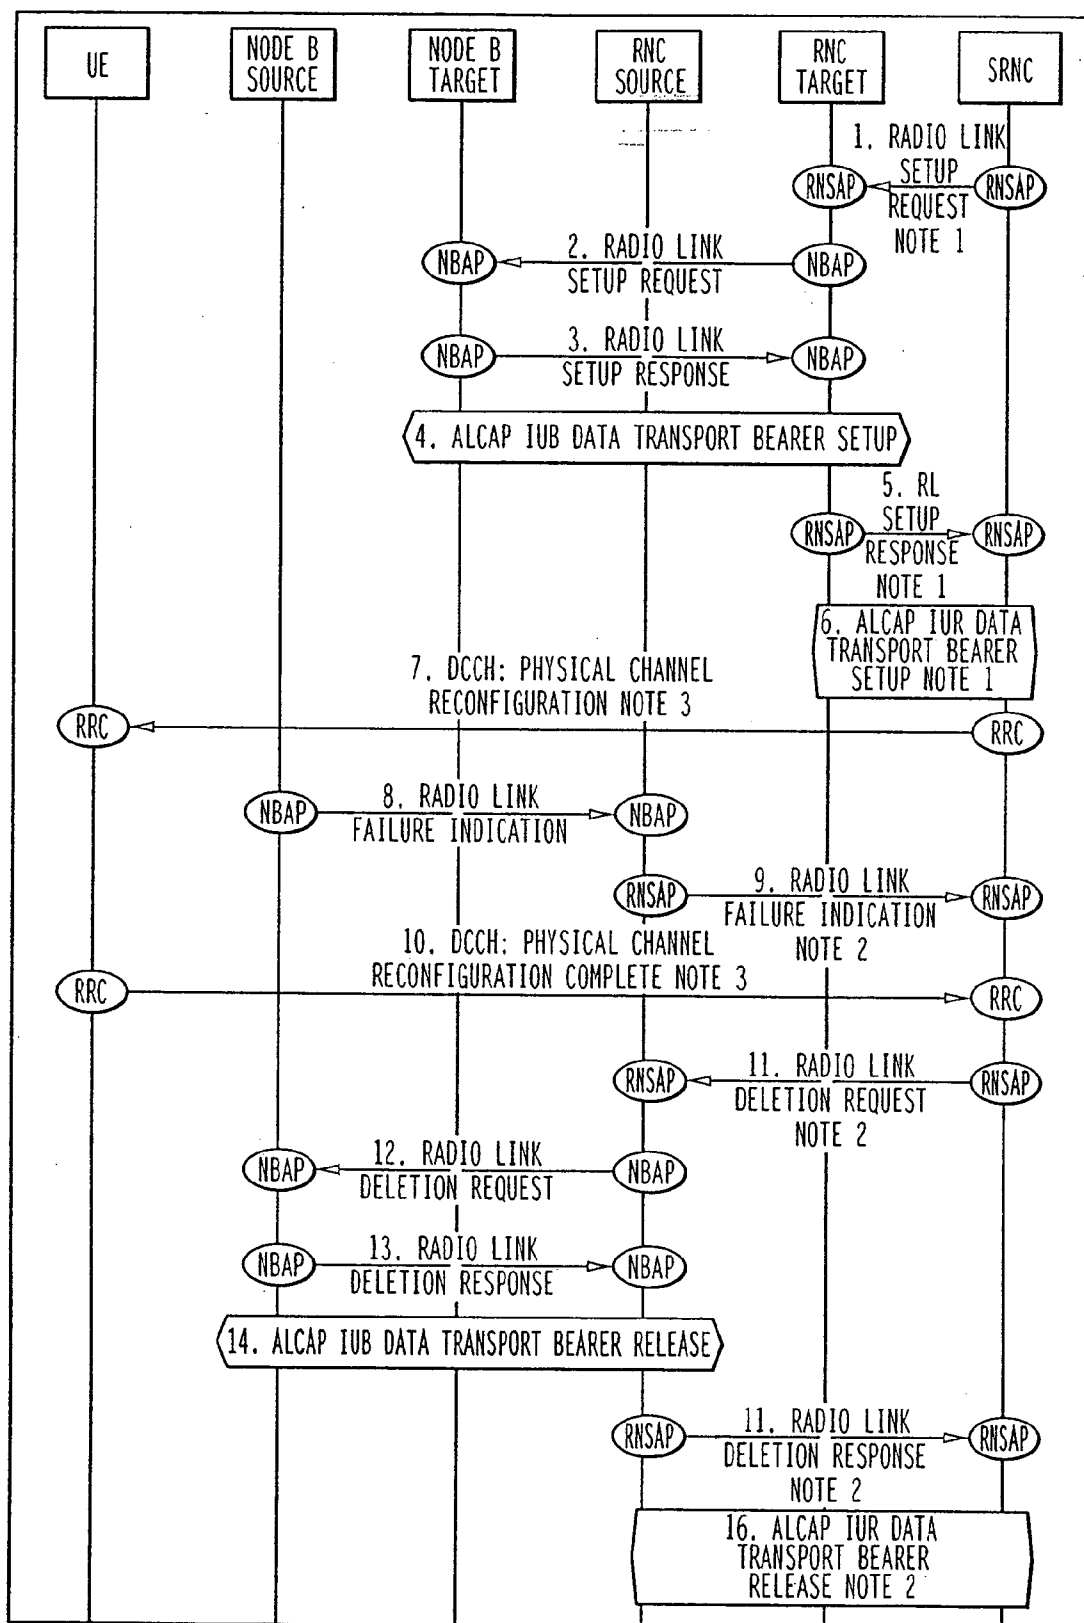 UE
NODE B
SOURCE
NODE B
TARGET
RNC
SOURCE
RNC
TARGET
SRNC
1. RADIO LINK
SETUP
REQUEST
NOTE 1
RNSAP
RNSAP
2. RADIO LINK
SETUP REQUEST
NBAP
NBAP
3. RADIO LINK
SETUP RESPONSE
NBAP
NBAP
4. ALCAP IUB DATA TRANSPORT BEARER SETUP
5. RL
SETUP
RESPONSE
NOTE 1
RNSAP
RNSAP
6. ALCAP IUR DATA
TRANSPORT BEARER
SETUP NOTE 1
7. DCCH: PHYSICAL CHANNEL
RECONFIGURATION NOTE 3
RRC
RRC
8. RADIO LINK
FAILURE INDICATION
NBAP
NBAP
9. RADIO LINK
FAILURE INDICATION
NOTE 2
RNSAP
RNSAP
10. DCCH: PHYSICAL CHANNEL
RECONFIGURATION COMPLETE NOTE 3
RRC
RRC
11. RADIO LINK
DELETION REQUEST
NOTE 2
RNSAP
RNSAP
12. RADIO LINK
DELETION REQUEST
NBAP
NBAP
13. RADIO LINK
DELETION RESPONSE
NBAP
NBAP
14. ALCAP IUB DATA TRANSPORT BEARER RELEASE
11. RADIO LINK
DELETION RESPONSE
NOTE 2
RNSAP
RNSAP
16. ALCAP IUR DATA
TRANSPORT BEARER
RELEASE NOTE 2